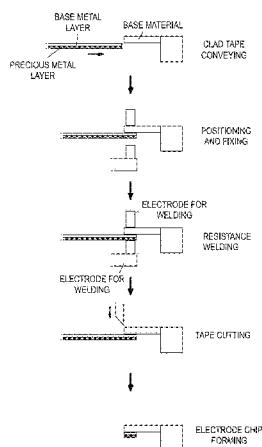 BASE METAL
LAYER
BASE MATERIAL
PRECIOUS METAL
LAYER
CLAD TAPE
CONVEYING
POSITIONING
AND FIXING
ELECTRODE FOR
WELDING
RESISTANCE
WELDING
ELECTRODE FOR
WELDING
TAPE CUTTING
ELECTRODE CHIP
FORMING